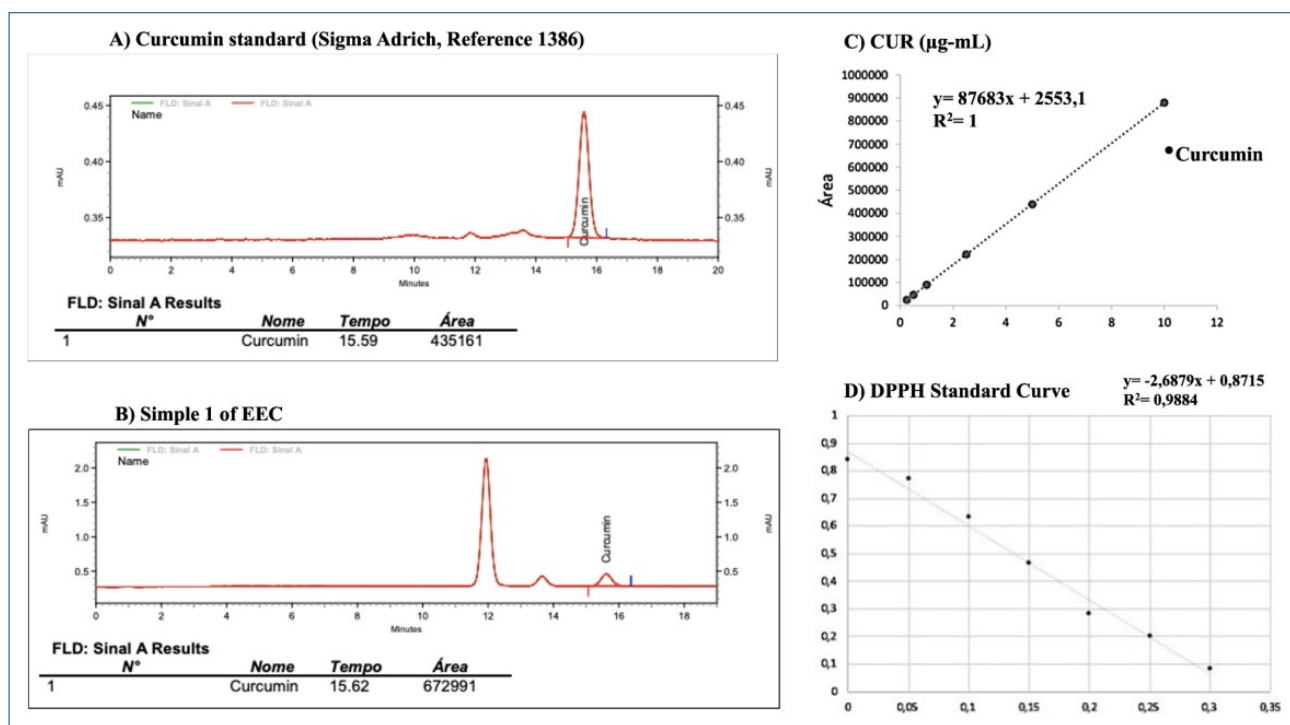 A) Curcumin standard (Sigma Adrich, Reference 1386)
FLD: Sinal A FLD: Sinal A
Name
0.45 0.45
0.40 0.40
0.35 0.35
mAU mAU
Curcumin
0 2 4 6 8 10 12 14 16 18 20
Minutes
FLD: Sinal A Results
N° Nome Tempo Área
1 Curcumin 15.59 435161
B) Simple 1 of EEC
FLD: Sinal A FLD: Sinal A
Name
2.0 2.0
1.5 1.5
1.0 1.0
0.5 0.5
mAU mAU
Curcumin
0 2 4 6 8 10 12 14 16 18
Minutes
FLD: Sinal A Results
N° Nome Tempo Área
1 Curcumin 15.62 672991
C) CUR (µg-mL)
1000000
900000
800000
700000
600000
500000
400000
300000
200000
100000
0
Área
y= 87683x + 2553,1
R²= 1
Curcumin
0 2 4 6 8 10 12
D) DPPH Standard Curve
y= -2,6879x + 0,8715
R²= 0,9884
1
0,9
0,8
0,7
0,6
0,5
0,4
0,3
0,2
0,1
0
0 0,05 0,1 0,15 0,2 0,25 0,3 0,35